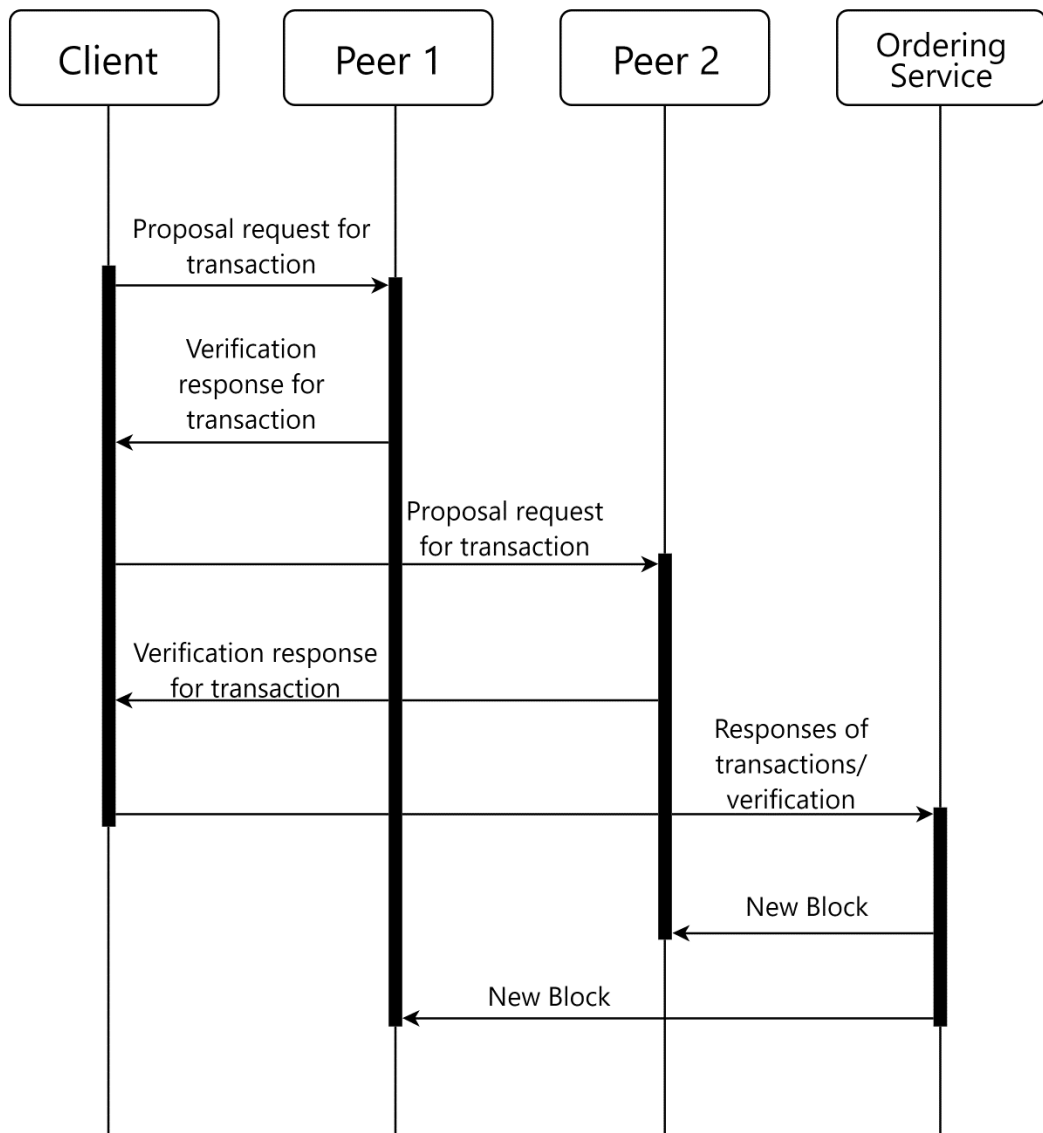 Client
Peer 1
Peer 2
Ordering
Service
Proposal request for
transaction
Verification
response for
transaction
Proposal request
for transaction
Verification response
for transaction
Responses of
transactions/
verification
New Block
New Block